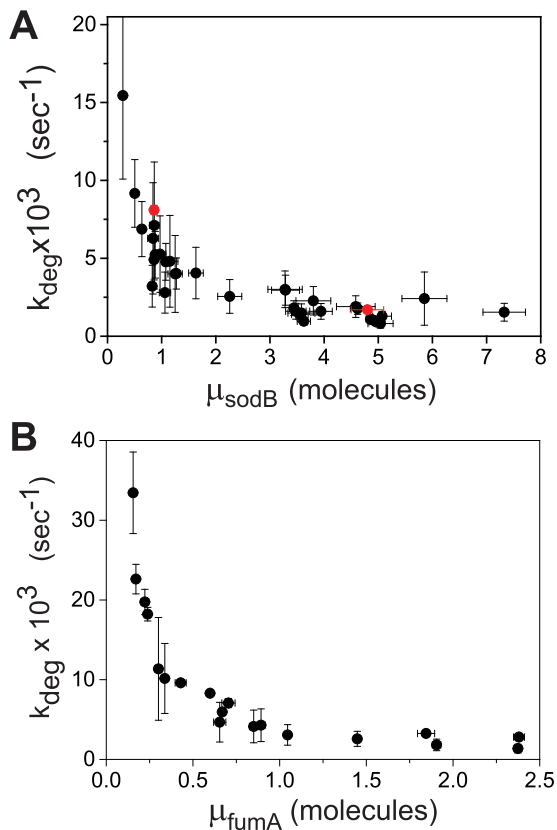 A
20
15
10
5
0
k_deg x10^3 (sec^-1)
0 1 2 3 4 5 6 7 8
μ_sodB (molecules)
B
40
30
20
10
0
k_deg x 10^3 (sec^-1)
0.0 0.5 1.0 1.5 2.0 2.5
μ_fumA (molecules)